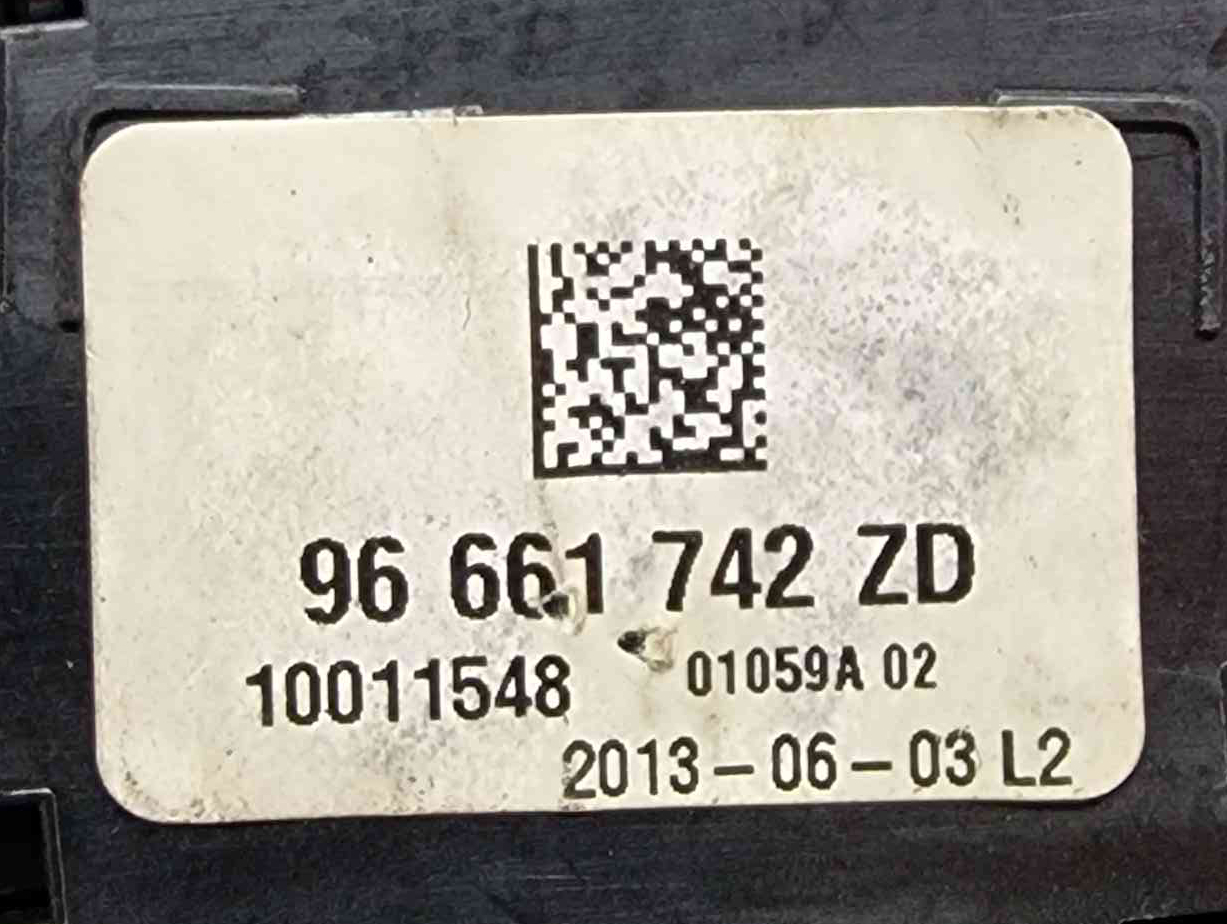 96 661 742 ZD
10011548 01059A 02
2013-06-03 L2